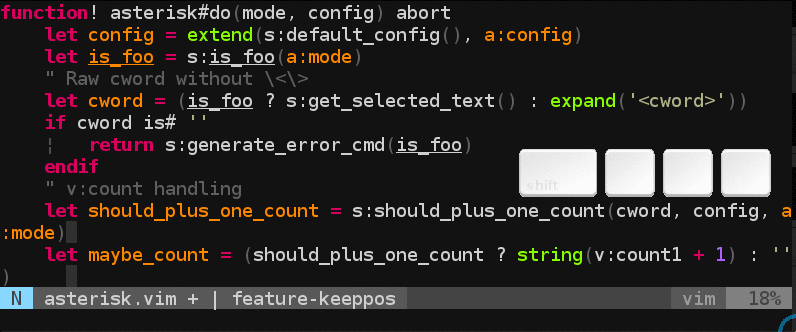 function! asterisk#do(mode, config) abort
    let config = extend(s:default_config(), a:config)
    let is_foo = s:is_foo(a:mode)
    " Raw cword without \<\>
    let cword = (is_foo ? s:get_selected_text() : expand('<cword>'))
    if cword is# ''
    ¦   return s:generate_error_cmd(is_foo)
    endif
shift
    " v:count handling
    let should_plus_one_count = s:should_plus_one_count(cword, config, a
:mode)
    let maybe_count = (should_plus_one_count ? string(v:count1 + 1) : ''
)
N  asterisk.vim + | feature-keeppos  vim  18%